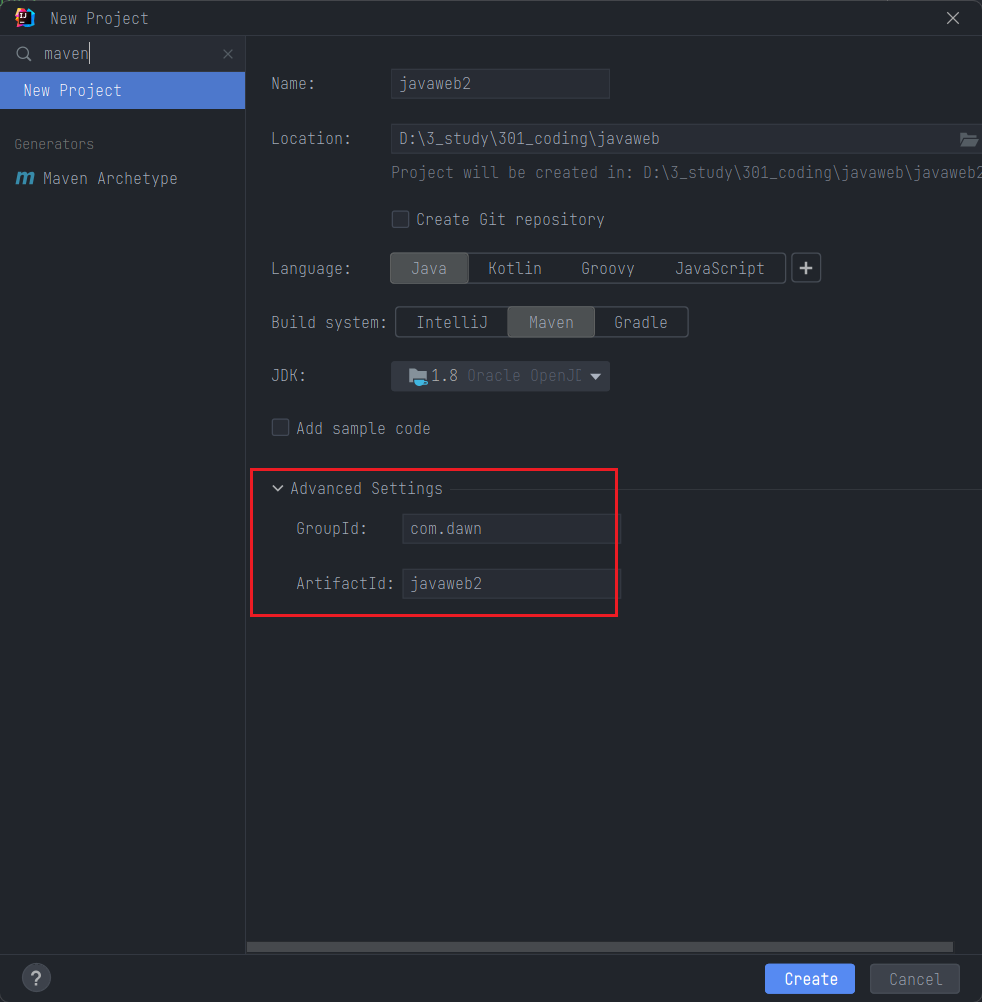 New Project
maven
New Project
Generators
Maven Archetype
Name: javaweb2
Location: D:\3_study\301_coding\javaweb
Project will be created in: D:\3_study\301_coding\javaweb\javaweb2
Create Git repository
Language: Java Kotlin Groovy JavaScript +
Build system: IntelliJ Maven Gradle
JDK: 1.8 Oracle OpenJD
Add sample code
Advanced Settings
GroupId: com.dawn
ArtifactId: javaweb2
? Create Cancel